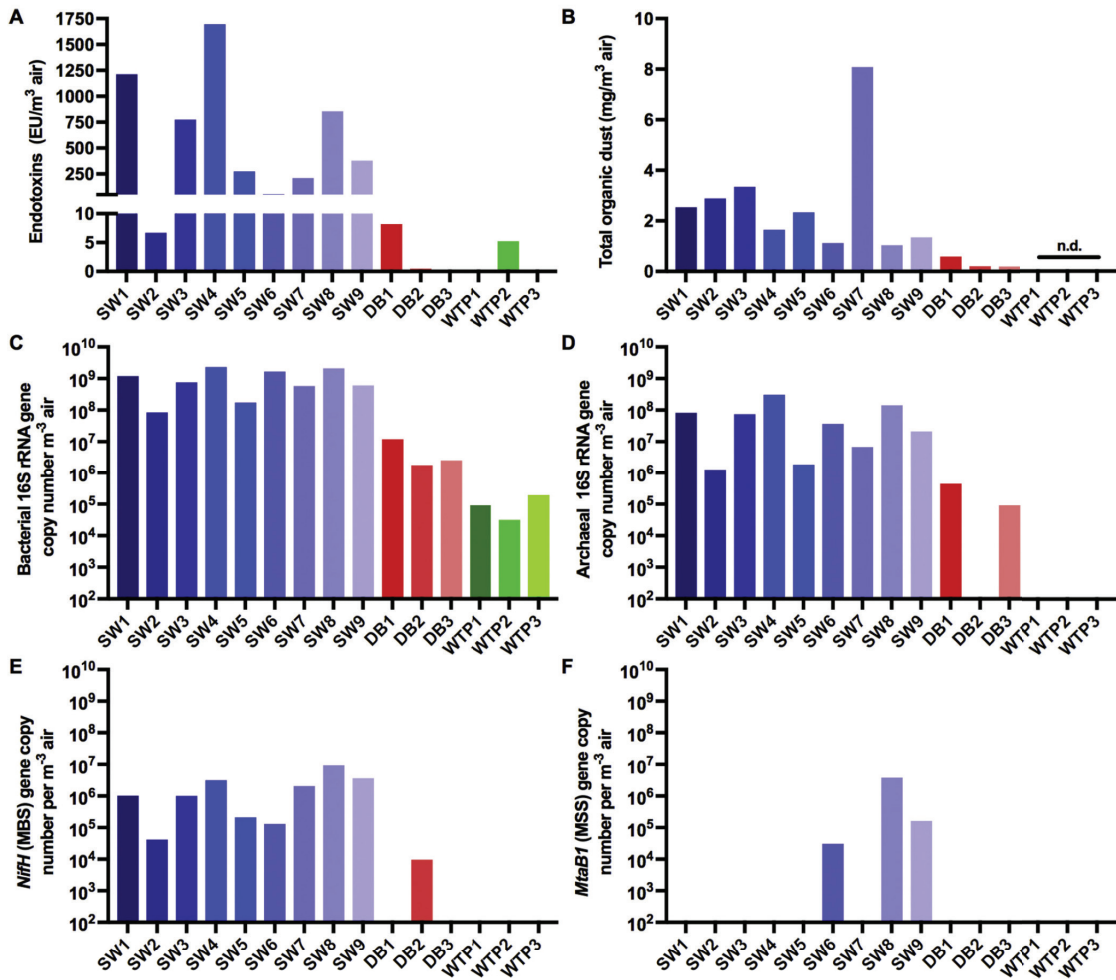 A
Endotoxins (EU/m³ air)
1750
1500
1250
1000
750
500
250
10
5
0
SW1 SW2 SW3 SW4 SW5 SW6 SW7 SW8 SW9 DB1 DB2 DB3 WTP1 WTP2 WTP3
B
Total organic dust (mg/m³ air)
10
8
6
4
2
0
n.d.
SW1 SW2 SW3 SW4 SW5 SW6 SW7 SW8 SW9 DB1 DB2 DB3 WTP1 WTP2 WTP3
C
Bacterial 16S rRNA gene
copy number m⁻³ air
10¹⁰
10⁹
10⁸
10⁷
10⁶
10⁵
10⁴
10³
10²
SW1 SW2 SW3 SW4 SW5 SW6 SW7 SW8 SW9 DB1 DB2 DB3 WTP1 WTP2 WTP3
D
Archaeal 16S rRNA gene
copy number m⁻³ air
10¹⁰
10⁹
10⁸
10⁷
10⁶
10⁵
10⁴
10³
10²
SW1 SW2 SW3 SW4 SW5 SW6 SW7 SW8 SW9 DB1 DB2 DB3 WTP1 WTP2 WTP3
E
NifH (MBS) gene copy
number per m⁻³ air
10¹⁰
10⁹
10⁸
10⁷
10⁶
10⁵
10⁴
10³
10²
SW1 SW2 SW3 SW4 SW5 SW6 SW7 SW8 SW9 DB1 DB2 DB3 WTP1 WTP2 WTP3
F
MtaB1 (MSS) gene copy
number per m⁻³ air
10¹⁰
10⁹
10⁸
10⁷
10⁶
10⁵
10⁴
10³
10²
SW1 SW2 SW3 SW4 SW5 SW6 SW7 SW8 SW9 DB1 DB2 DB3 WTP1 WTP2 WTP3